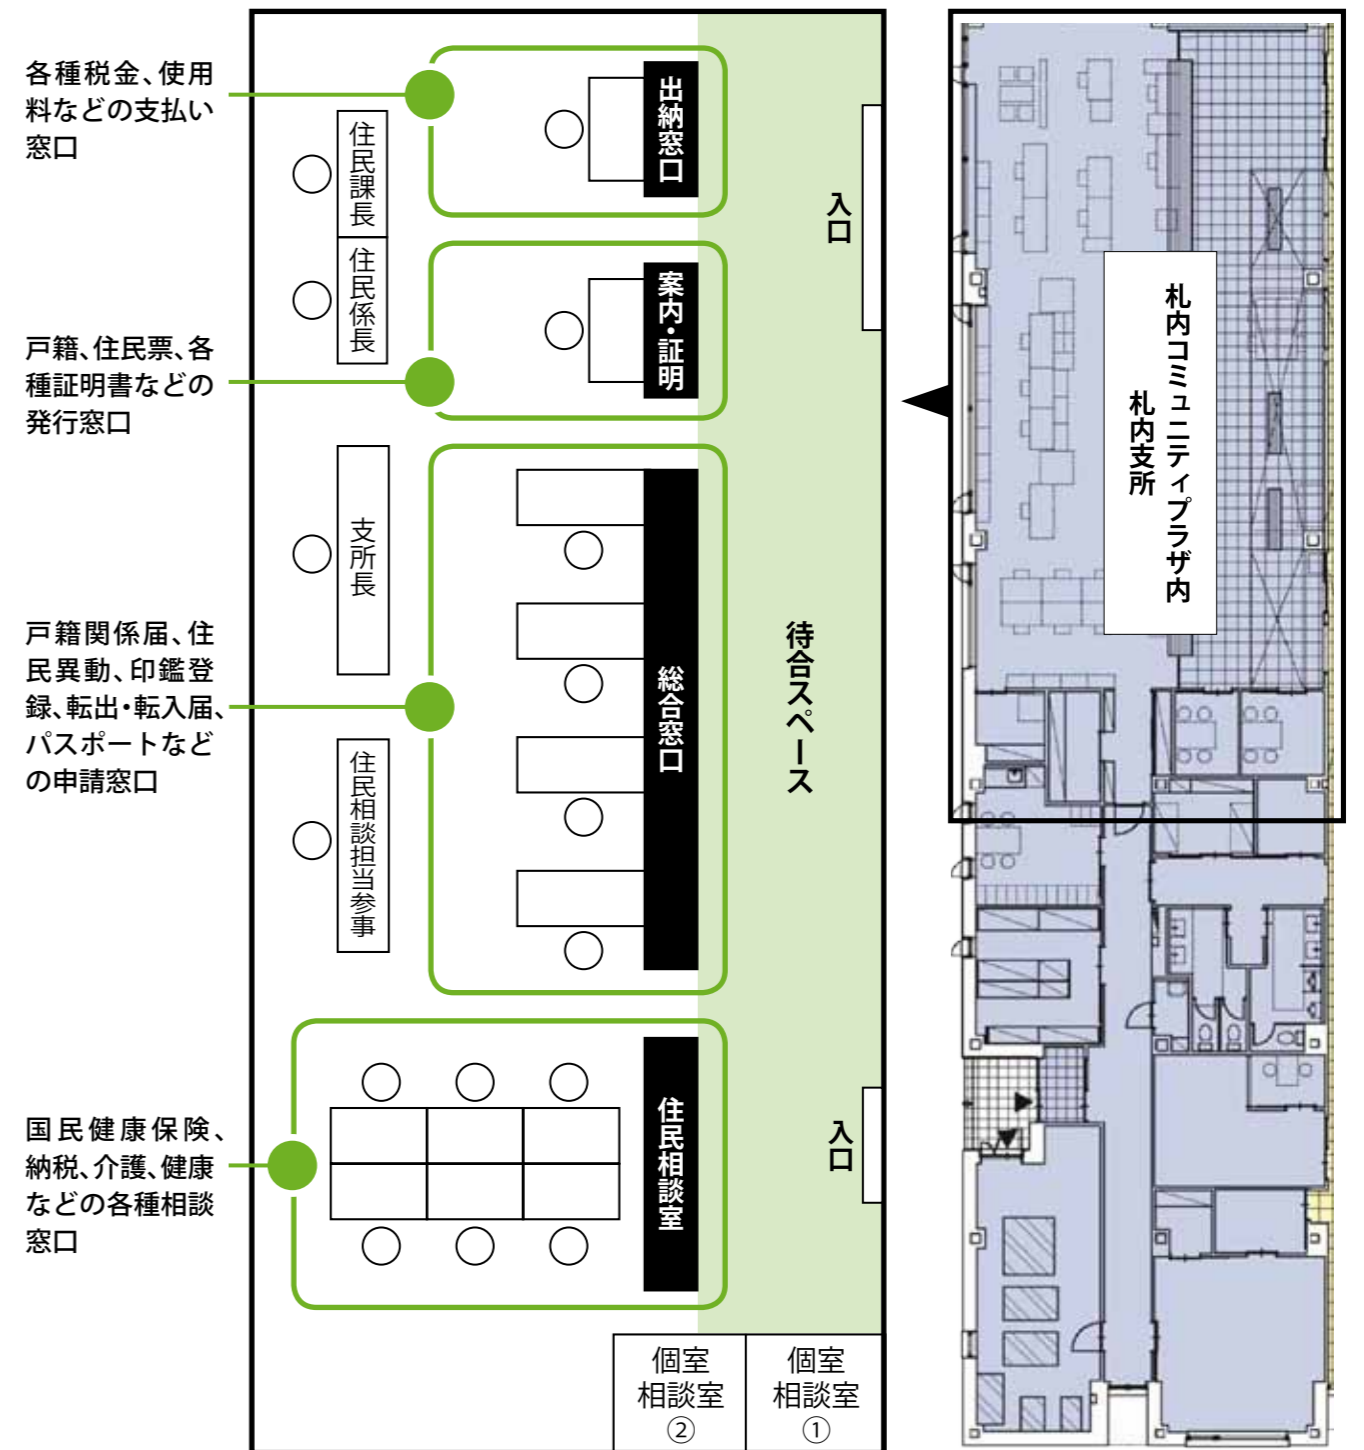 各種税金、使用
料などの支払い
窓口
戸籍、住民票、各
種証明書などの
発行窓口
戸籍関係届、住
民異動、印鑑登
録、転出・転入届、
パスポートなど
の申請窓口
国民健康保険、
納税、介護、健康
などの各種相談
窓口
住民課長
住民係長
支所長
住民相談担当参事
出納窓口
案内・証明
総合窓口
住民相談室
入口
待合スペース
入口
個室
相談室
②
個室
相談室
①
札内コミュニティプラザ内
札内支所